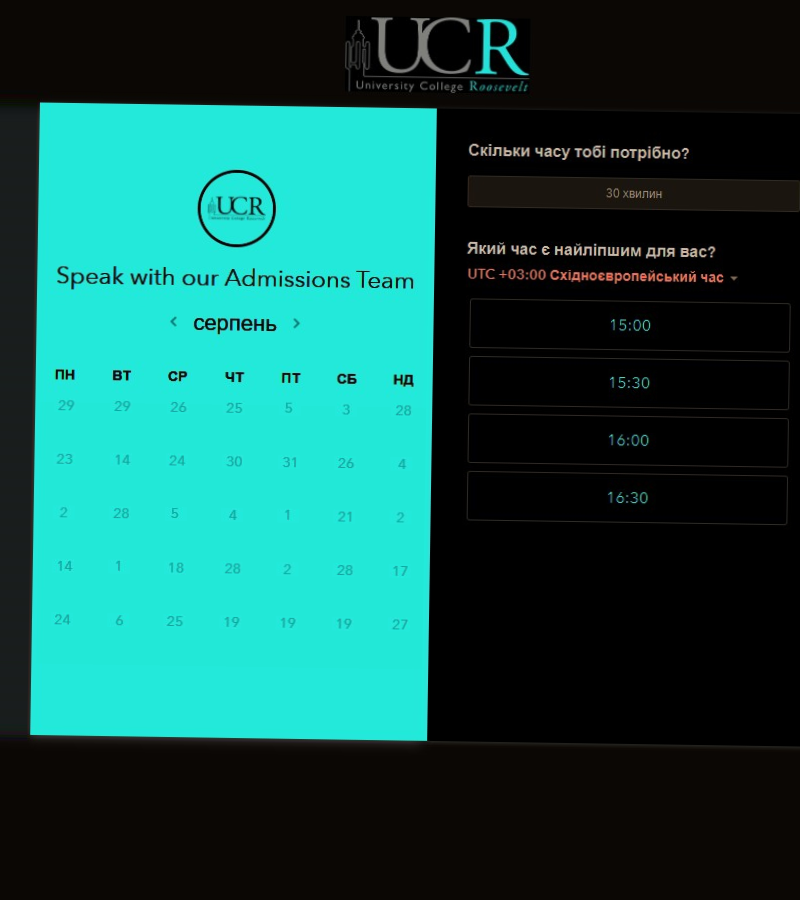 UCR
University College Roosevelt
UCR
University College Roosevelt
Speak with our Admissions Team
серпень
ПН ВТ СР ЧТ ПТ СБ НД
29 29 26 25 5 3 28
23 14 24 30 31 26 4
2 28 5 4 1 21 2
14 1 18 28 2 28 17
24 6 25 19 19 19 27
Скільки часу тобі потрібно?
30 хвилин
Який час є найліпшим для вас?
UTC +03:00 Східноєвропейський час
15:00
15:30
16:00
16:30